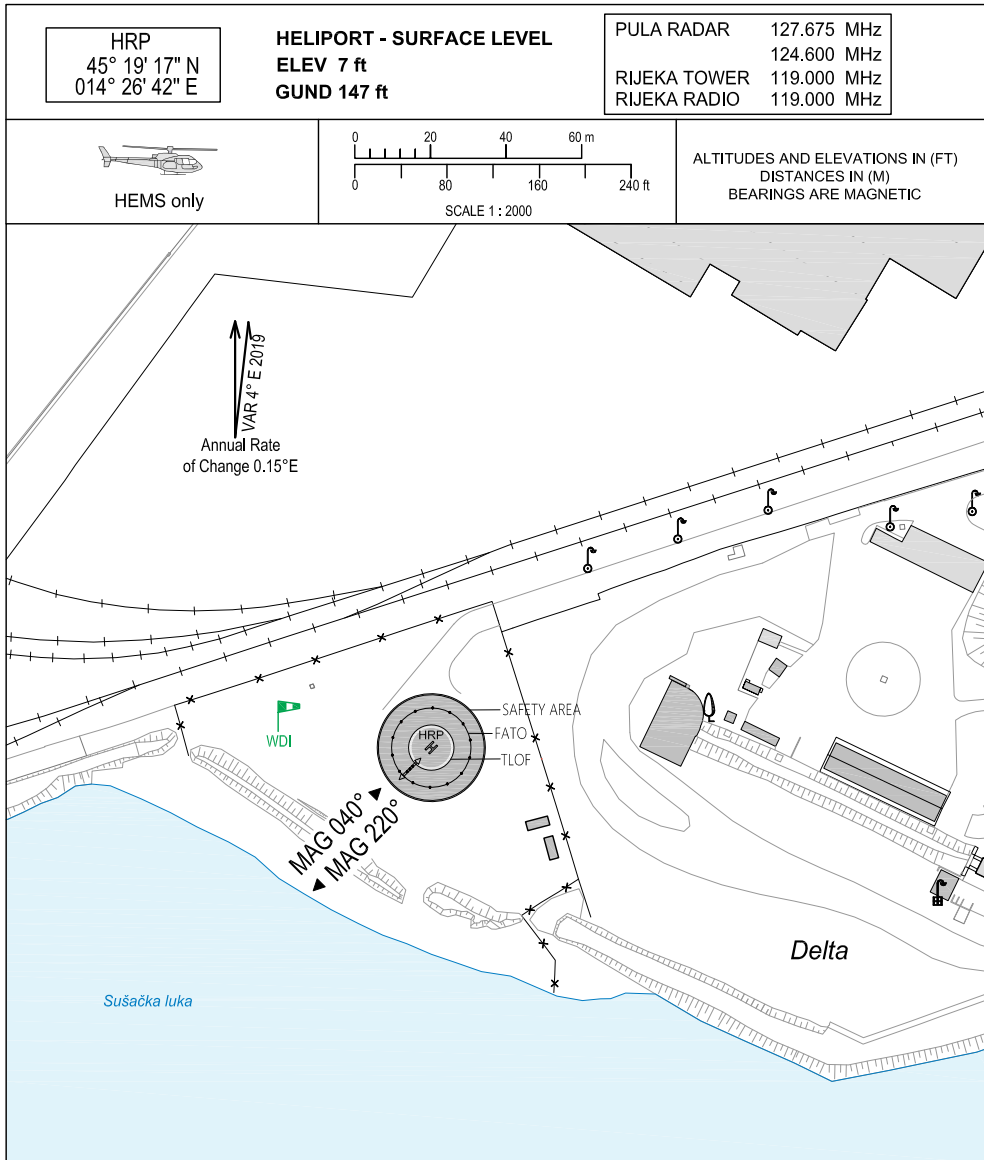 HRP
45° 19' 17" N
014° 26' 42" E
HELIPORT - SURFACE LEVEL
ELEV 7 ft
GUND 147 ft
PULA RADAR 127.675 MHz
124.600 MHz
RIJEKA TOWER 119.000 MHz
RIJEKA RADIO 119.000 MHz
HEMS only
0 20 40 60 m
0 80 160 240 ft
SCALE 1 : 2000
ALTITUDES AND ELEVATIONS IN (FT)
DISTANCES IN (M)
BEARINGS ARE MAGNETIC
VAR 4° E 2019
Annual Rate
of Change 0.15°E
WDI
SAFETY AREA
HRP
FATO
H
TLOF
MAG 040°
MAG 220°
Delta
Sušačka luka